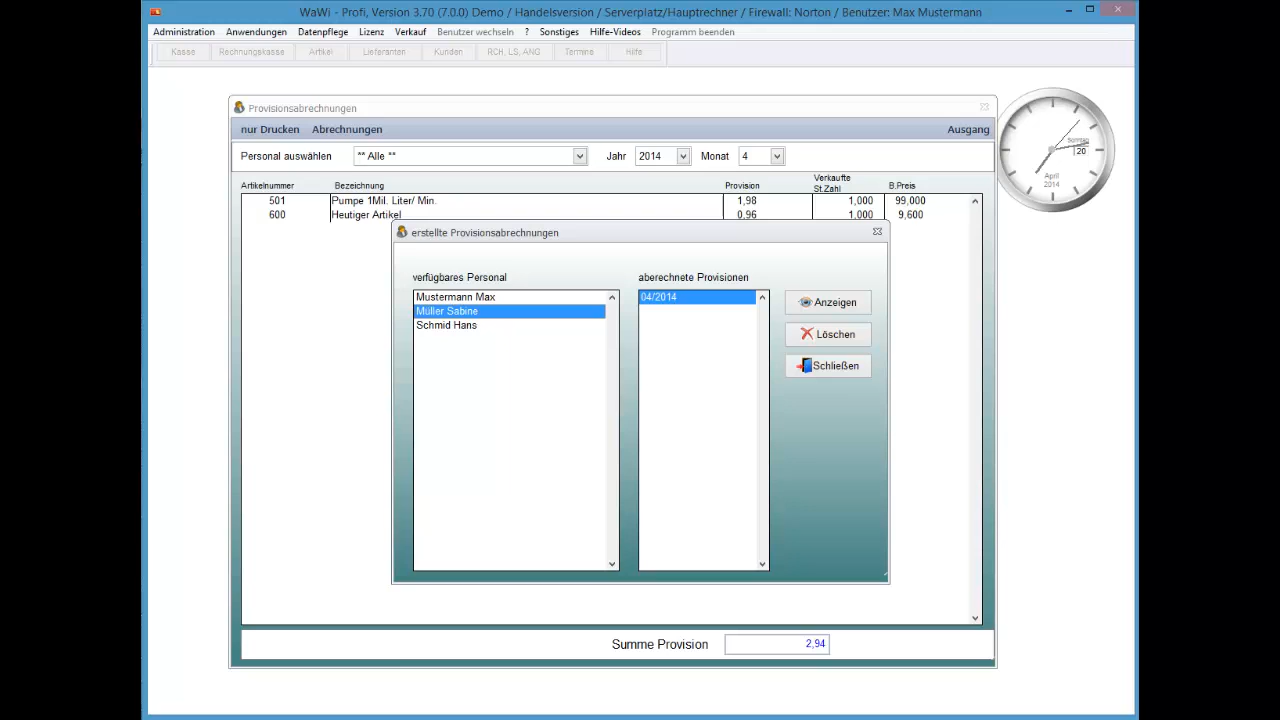 WaWi - Profi, Version 3.70 (7.0.0) Demo / Handelsversion / Serverplatz/Hauptrechner / Firewall: Norton / Benutzer: Max Mustermann
Administration Anwendungen Datenpflege Lizenz Verkauf Benutzer wechseln ? Sonstiges Hilfe-Videos Programm beenden
Kasse Rechnungskasse Artikel Lieferanten Kunden RCH, LS, ANG Termine Hilfe
Provisionsabrechnungen
nur Drucken Abrechnungen Ausgang
Personal auswählen ** Alle ** Jahr 2014 Monat 4
Sonntag
20
April
2014
Artikelnummer Bezeichnung Provision Verkaufte St.Zahl B.Preis
501 Pumpe 1Mil. Liter/ Min. 1,98 1,000 99,000
600 Heutiger Artikel 0,96 1,000 9,600
erstellte Provisionsabrechnungen
verfügbares Personal aberechnete Provisionen
Mustermann Max 04/2014 Anzeigen
Müller Sabine
Schmid Hans
Löschen
Schließen
Summe Provision 2,94